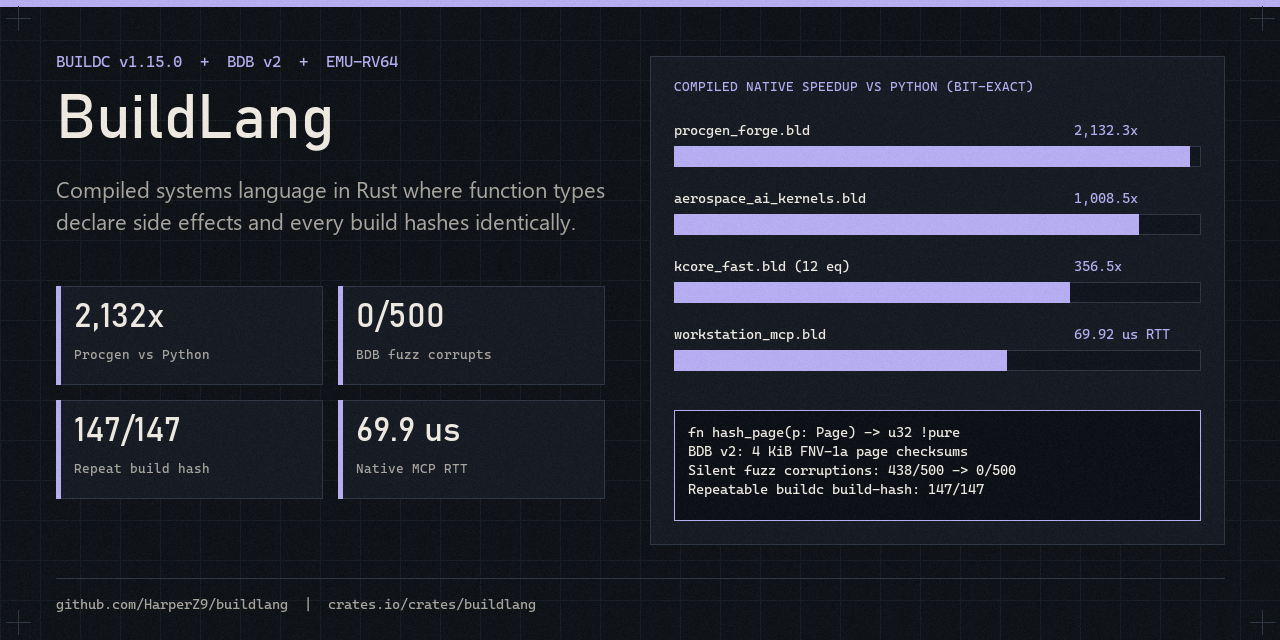 BUILDC v1.15.0 + BDB v2 + EMU-RV64
BuildLang
Compiled systems language in Rust where function types
declare side effects and every build hashes identically.
2,132x
Procgen vs Python
0/500
BDB fuzz corrupts
147/147
Repeat build hash
69.9 us
Native MCP RTT
COMPILED NATIVE SPEEDUP VS PYTHON (BIT-EXACT)
procgen_forge.bld 2,132.3x
aerospace_ai_kernels.bld 1,008.5x
kcore_fast.bld (12 eq) 356.5x
workstation_mcp.bld 69.92 us RTT
fn hash_page(p: Page) -> u32 !pure
BDB v2: 4 KiB FNV-1a page checksums
Silent fuzz corruptions: 438/500 -> 0/500
Repeatable buildc build-hash: 147/147
github.com/HarperZ9/buildlang | crates.io/crates/buildlang